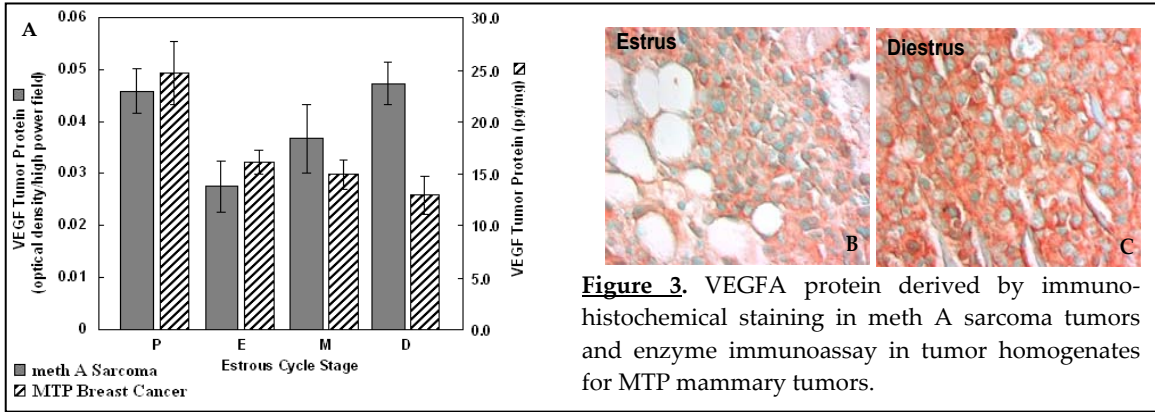 A
0.06
0.05
0.04
0.03
0.02
0.01
0
VEGF Tumor Protein
(optical density/high power field)
30.0
25.0
20.0
15.0
10.0
5.0
0.0
VEGF Tumor Protein (pg/mg)
P E M D
Estrous Cycle Stage
meth A Sarcoma
MTP Breast Cancer
Estrus
B
Diestrus
C
Figure 3. VEGFA protein derived by immuno-
histochemical staining in meth A sarcoma tumors
and enzyme immunoassay in tumor homogenates
for MTP mammary tumors.